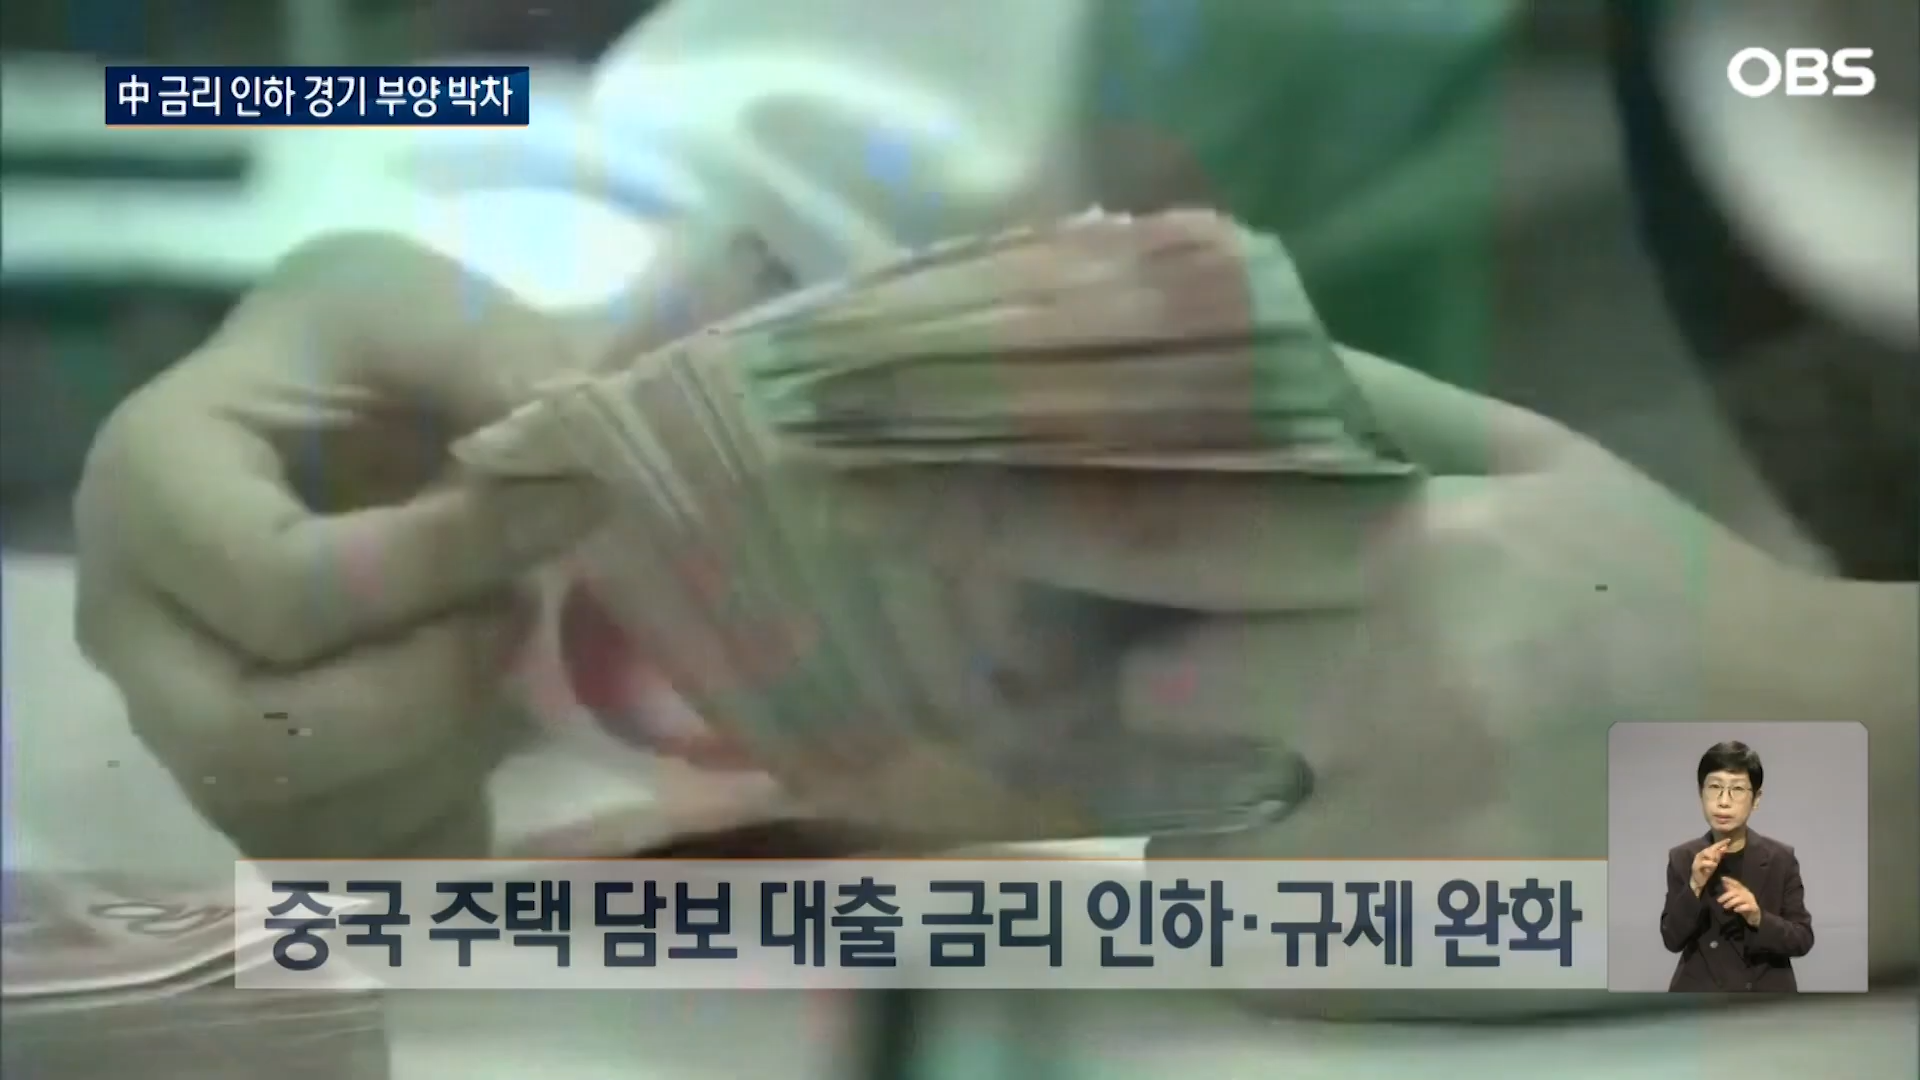 中 금리 인하 경기 부양 박차
OBS
중국 주택 담보 대출 금리 인하·규제 완화